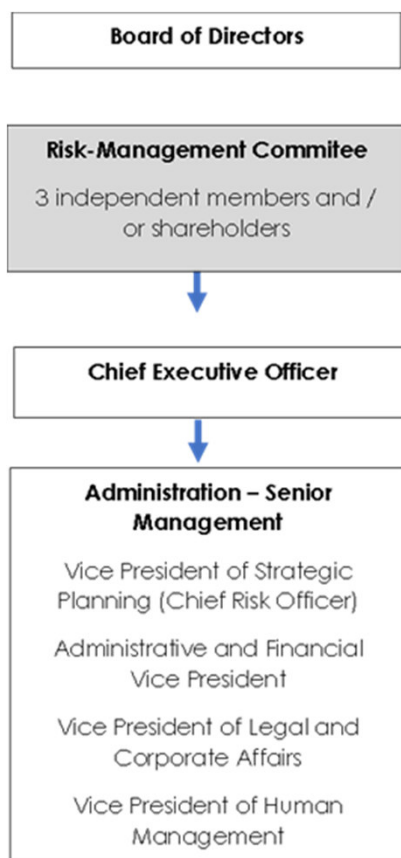 Board of Directors
Risk-Management Commitee
3 independent members and /
or shareholders
Chief Executive Officer
Administration – Senior
Management
Vice President of Strategic
Planning (Chief Risk Officer)
Administrative and Financial
Vice President
Vice President of Legal and
Corporate Affairs
Vice President of Human
Management